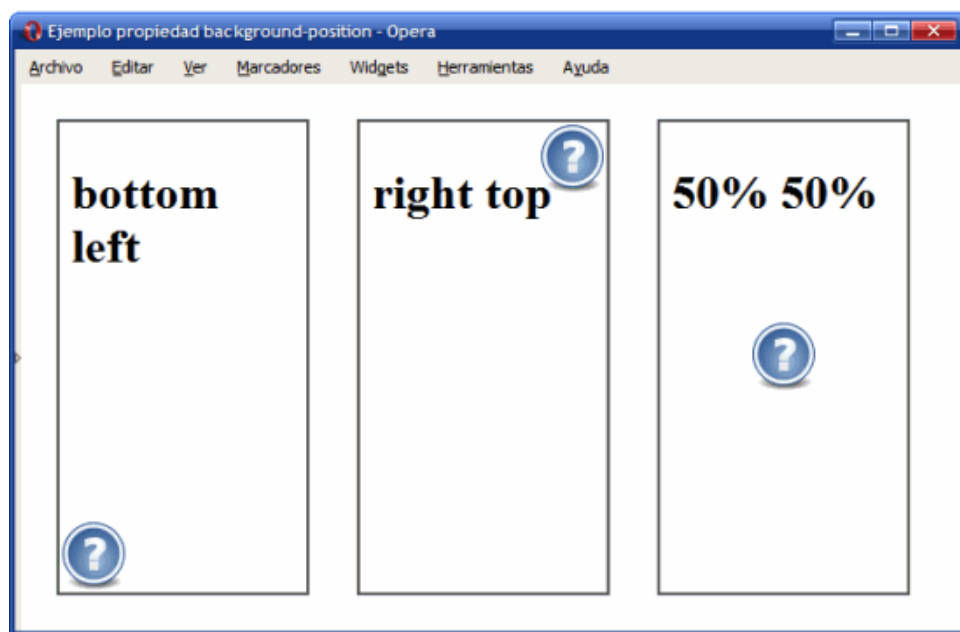 Ejemplo propiedad background-position - Opera
Archivo Editar Ver Marcadores Widgets Herramientas Ayuda
bottom
left
right top
50% 50%
?
?
?